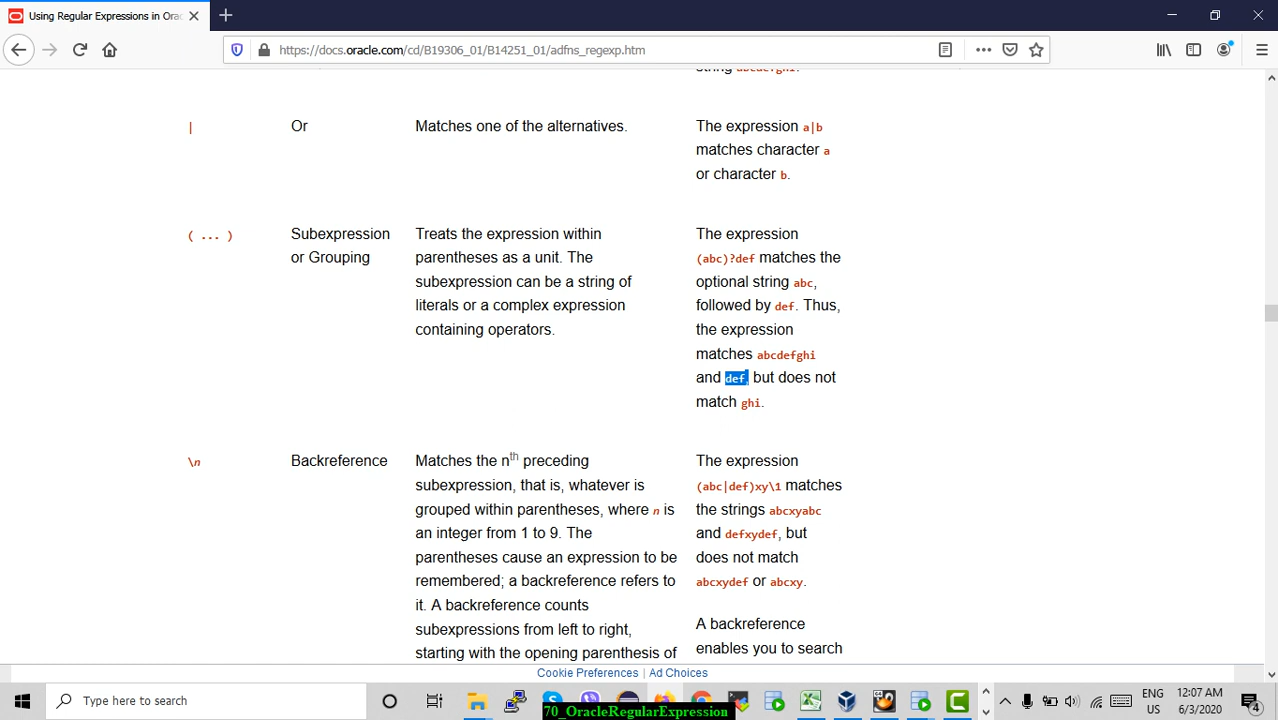 Using Regular Expressions in Orac
https://docs.oracle.com/cd/B19306_01/B14251_01/adfns_regexp.htm
string abcdefghi.
| Or Matches one of the alternatives. The expression a|b
matches character a
or character b.
( ... ) Subexpression Treats the expression within The expression
or Grouping parentheses as a unit. The (abc)?def matches the
subexpression can be a string of optional string abc,
literals or a complex expression followed by def. Thus,
containing operators. the expression
matches abcdefghi
and def, but does not
match ghi.
\n Backreference Matches the nth preceding The expression
subexpression, that is, whatever is (abc|def)xy\1 matches
grouped within parentheses, where n is the strings abcxyabc
an integer from 1 to 9. The and defxydef, but
parentheses cause an expression to be does not match
remembered; a backreference refers to abcxydef or abcxy.
it. A backreference counts
subexpressions from left to right, A backreference
starting with the opening parenthesis of enables you to search
Cookie Preferences | Ad Choices
Type here to search
ENG 12:07 AM
US 6/3/2020
4
70_OracleRegularExpression